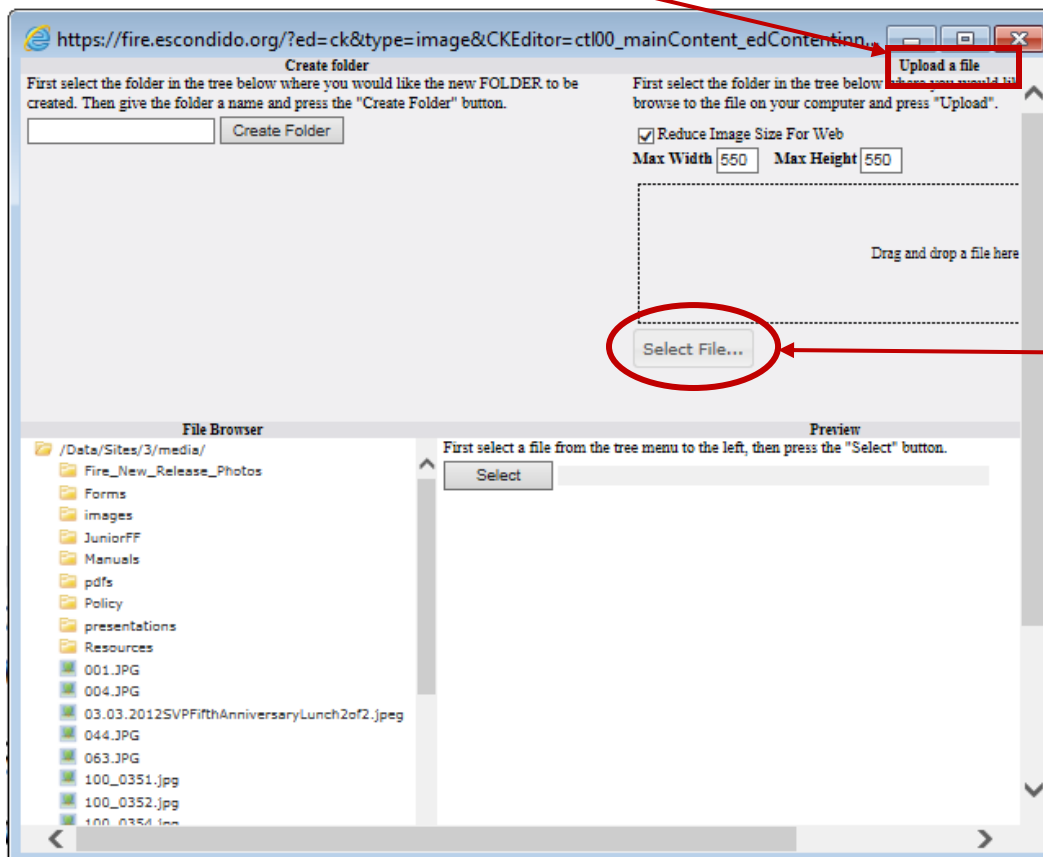 https://fire.escondido.org/?ed=ck&type=image&CKEditor=ctl00_mainContent_edContentinn...
Create folder
First select the folder in the tree below where you would like the new FOLDER to be
created. Then give the folder a name and press the "Create Folder" button.
Create Folder
Upload a file
First select the folder in the tree below where you would lik
browse to the file on your computer and press "Upload".
Reduce Image Size For Web
Max Width 550 Max Height 550
Drag and drop a file here
Select File...
File Browser
/Data/Sites/3/media/
Fire_New_Release_Photos
Forms
images
JuniorFF
Manuals
pdfs
Policy
presentations
Resources
001.JPG
004.JPG
03.03.2012SVPFifthAnniversaryLunch2of2.jpeg
044.JPG
063.JPG
100_0351.jpg
100_0352.jpg
100_0354.jpg
Preview
First select a file from the tree menu to the left, then press the "Select" button.
Select